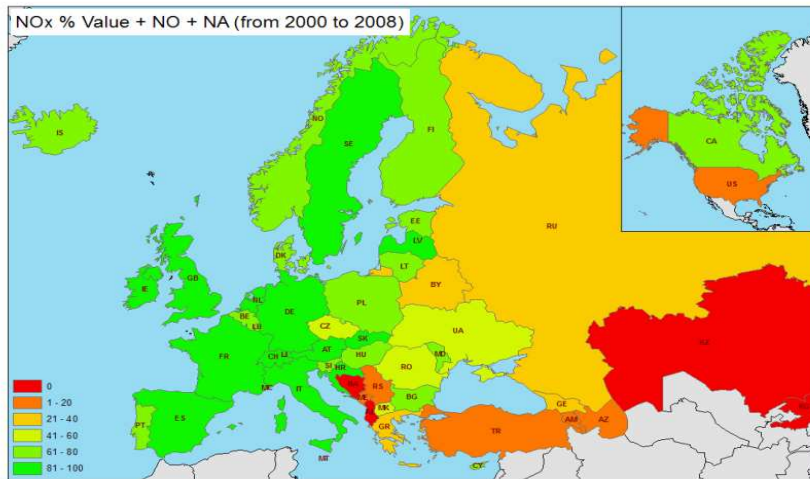 NOx % Value + NO + NA (from 2000 to 2008)
IS
NO
SE
FI
CA
US
RU
EE
LV
DK
LT
GB
IE
NL
BY
DE
PL
BE
LU
CZ
UA
SK
FR
AT
CH
LI
HU
MD
SI
HR
RO
MC
IT
RS
BG
ME
MK
GE
ES
PT
GR
TR
AM
AZ
MT
CY
0
1 - 20
21 - 40
41 - 60
61 - 80
81 - 100